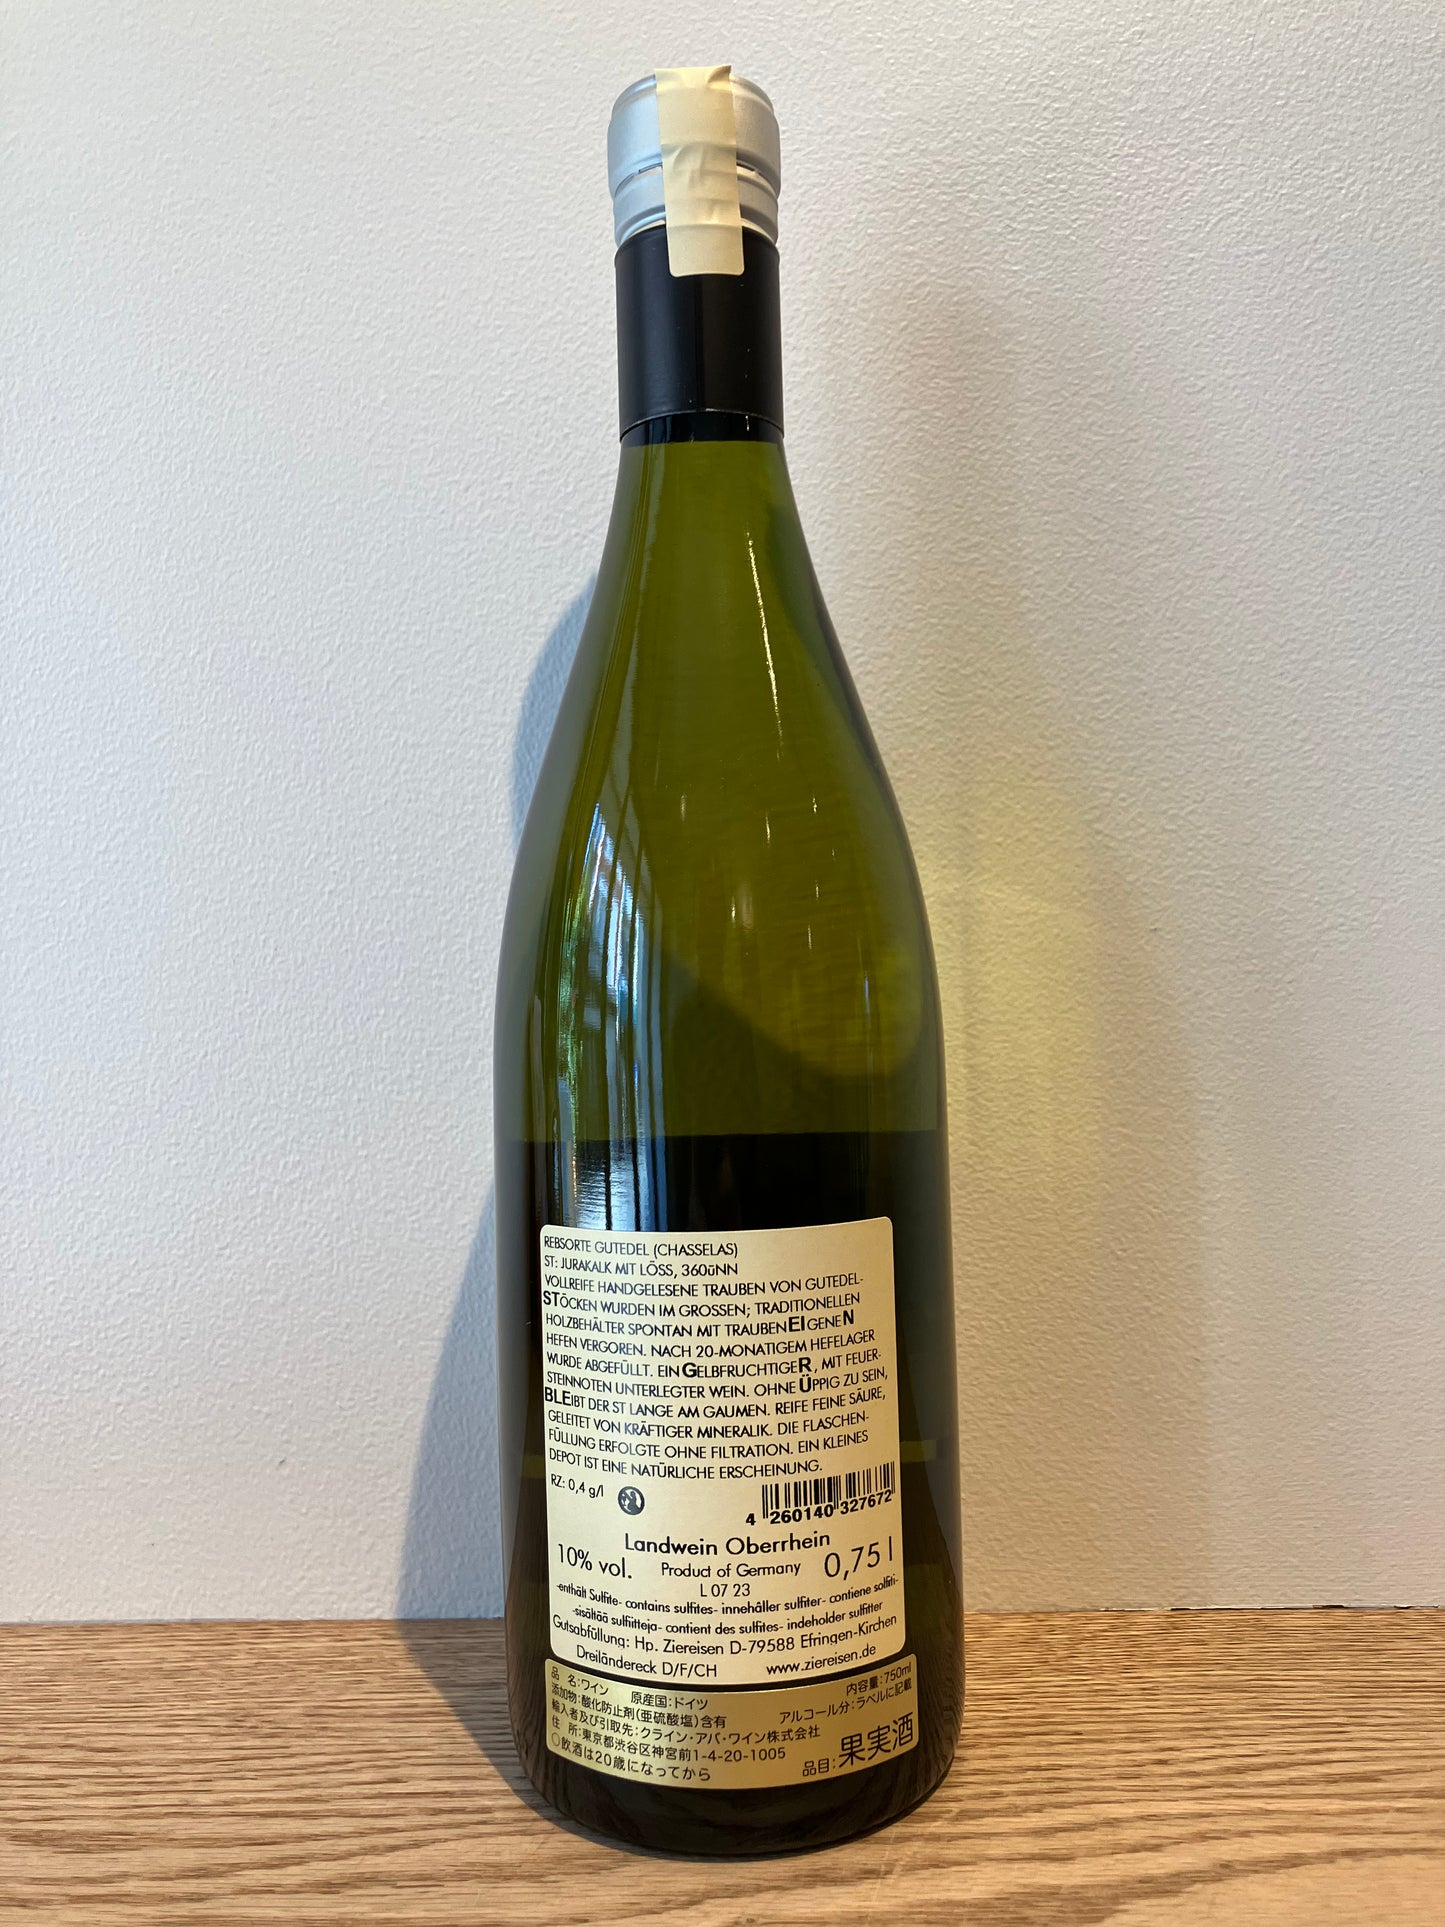 REBSORTE GUTEDEL (CHASSELAS)
ST: JURAKALK MIT LÖSS, 360üNN
VOLLREIFE HANDGELESENE TRAUBEN VON GUTEDEL-
STÖCKEN WURDEN IM GROSSEN; TRADITIONELLEN
HOLZBEHÄLTER SPONTAN MIT TRAUBENEIGENEN
HEFEN VERGOREN. NACH 20-MONATIGEM HEFELAGER
WURDE ABGEFÜLLT. EIN GELBFRUCHTIGER, MIT FEUER-
STEINNOTEN UNTERLEGTER WEIN. OHNE ÜPPIG ZU SEIN,
BLEIBT DER ST LANGE AM GAUMEN. REIFE FEINE SÄURE,
GELEITET VON KRÄFTIGER MINERALIK. DIE FLASCHEN-
FÜLLUNG ERFOLGTE OHNE FILTRATION. EIN KLEINES
DEPOT IST EINE NATÜRLICHE ERSCHEINUNG.
RZ: 0,4 g/l
4 260140 327672
Landwein Oberrhein
10% vol. Product of Germany 0,75 l
L 07 23
-enthält Sulfite- contains sulfites- innehåller sulfiter- contiene solfiti-
-sisältää sulfiitteja- contient des sulfites- indeholder sulfitter
Gutsabfüllung: Hp. Ziereisen D-79588 Efringen-Kirchen
Dreiländereck D/F/CH www.ziereisen.de
品 名:ワイン 原産国:ドイツ 内容量:750ml
添加物:酸化防止剤(亜硫酸塩)含有 アルコール分:ラベルに記載
輸入者及び引取先:クライン・アバ・ワイン株式会社
住 所:東京都渋谷区神宮前1-4-20-1005
○飲酒は20歳になってから 品目:果実酒